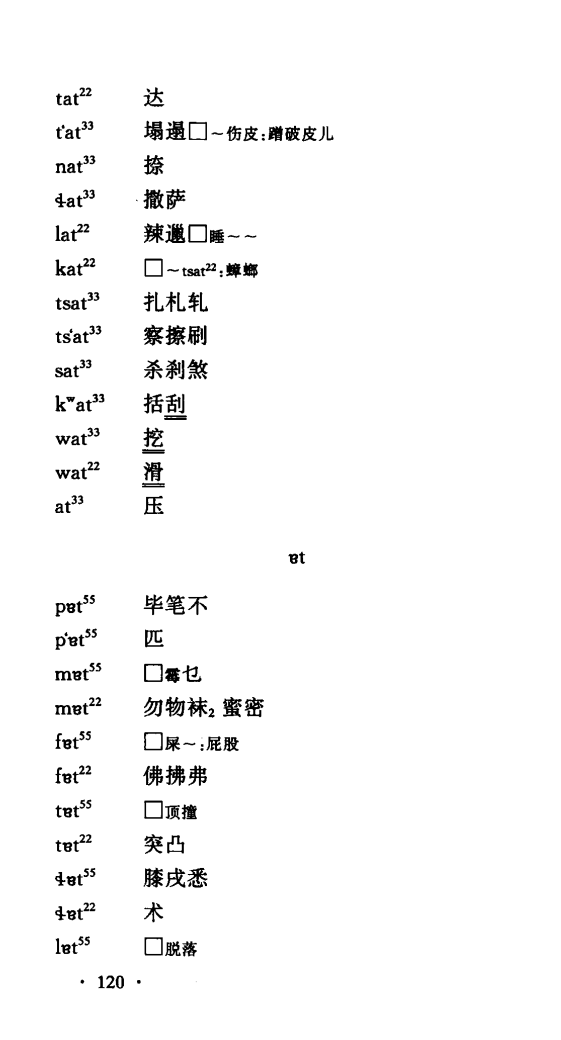 tat²² 达
t‘at³³ 塌遢□～伤皮:蹭破皮儿
nat³³ 捺
ɬat³³ 撒萨
lat²² 辣邋□睡～～
kat²² □～tsat²²:蟑螂
tsat³³ 扎札轧
ts‘at³³ 察擦刷
sat³³ 杀刹煞
kʷat³³ 括刮
wat³³ 挖
wat²² 滑
at³³ 压
ɐt
pɐt⁵⁵ 毕笔不
p‘ɐt⁵⁵ 匹
mɐt⁵⁵ □霉乜
mɐt²² 勿物袜₂蜜密
fɐt⁵⁵ □屎～:屁股
fɐt²² 佛拂弗
tɐt⁵⁵ □顶撞
tɐt²² 突凸
ɬɐt⁵⁵ 膝戌悉
ɬɐt²² 术
lɐt⁵⁵ □脱落
· 120 ·